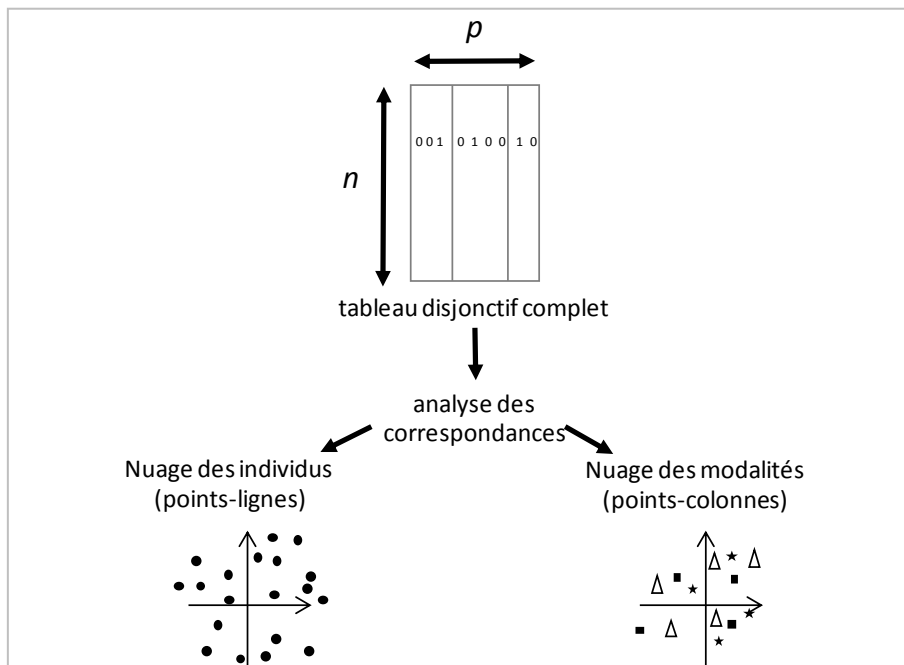 p
n
001 0100 10
tableau disjonctif complet
analyse des
correspondances
Nuage des individus
(points-lignes)
Nuage des modalités
(points-colonnes)